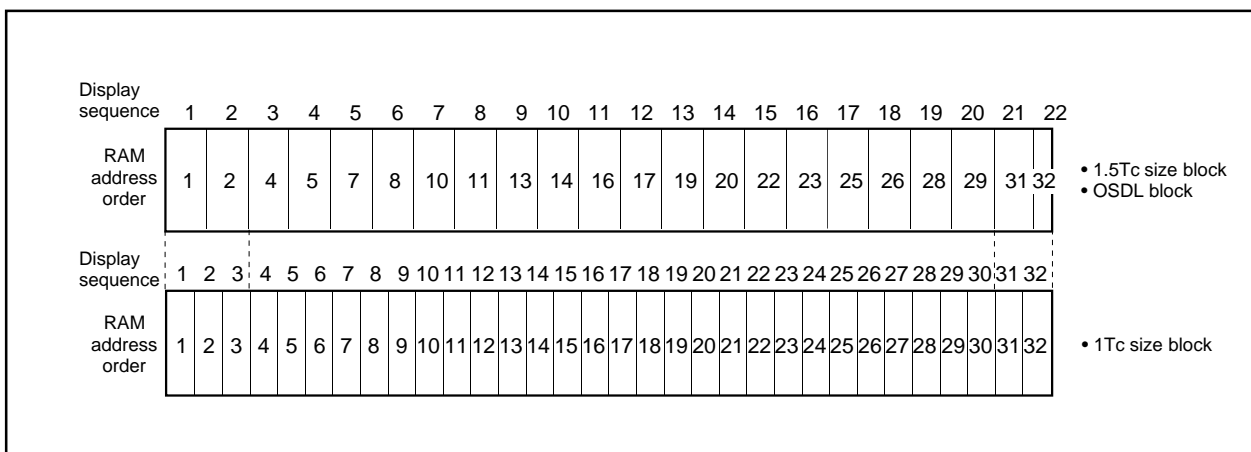 Display
sequence 1 2 3 4 5 6 7 8 9 10 11 12 13 14 15 16 17 18 19 20 21 22
RAM
address
order
1 2 4 5 7 8 10 11 13 14 16 17 19 20 22 23 25 26 28 29 31 32
• 1.5Tc size block
• OSDL block
Display
sequence 1 2 3 4 5 6 7 8 9 10 11 12 13 14 15 16 17 18 19 20 21 22 23 24 25 26 27 28 29 30 31 32
RAM
address
order
1 2 3 4 5 6 7 8 9 10 11 12 13 14 15 16 17 18 19 20 21 22 23 24 25 26 27 28 29 30 31 32
• 1Tc size block